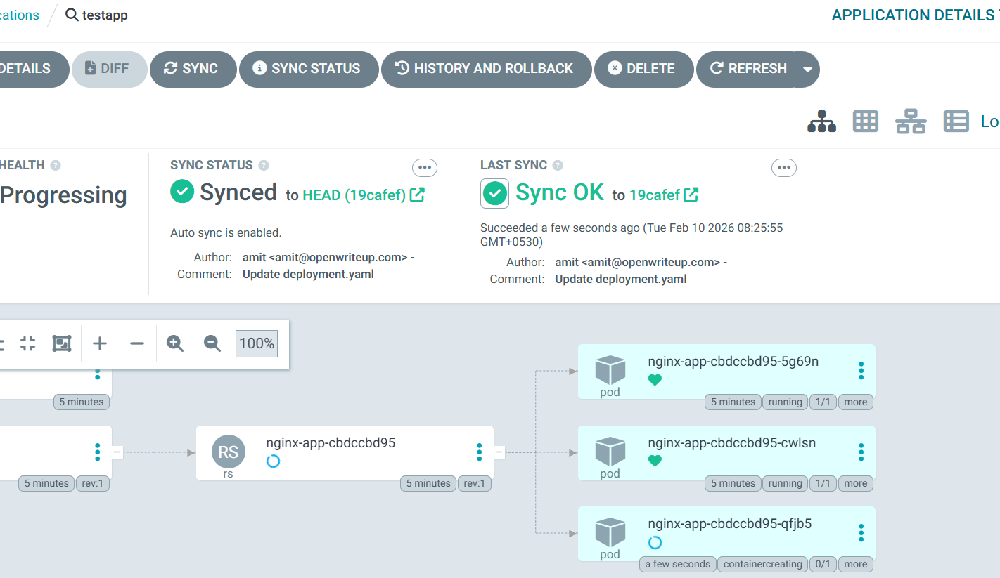 cations / testapp
APPLICATION DETAILS
DETAILS DIFF SYNC SYNC STATUS HISTORY AND ROLLBACK DELETE REFRESH
Lo
HEALTH
Progressing
SYNC STATUS
Synced to HEAD (19cafef)
Auto sync is enabled.
Author: amit <amit@openwriteup.com> -
Comment: Update deployment.yaml
LAST SYNC
Sync OK to 19cafef
Succeeded a few seconds ago (Tue Feb 10 2026 08:25:55
GMT+0530)
Author: amit <amit@openwriteup.com> -
Comment: Update deployment.yaml
100%
5 minutes
5 minutes rev:1
RS
rs
nginx-app-cbdccbd95
5 minutes rev:1
nginx-app-cbdccbd95-5g69n
pod
5 minutes running 1/1 more
nginx-app-cbdccbd95-cwlsn
pod
5 minutes running 1/1 more
nginx-app-cbdccbd95-qfjb5
pod
a few seconds containercreating 0/1 more